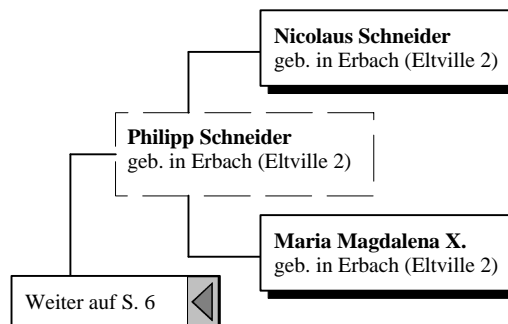 Nicolaus Schneider
geb. in Erbach (Eltville 2)
Philipp Schneider
geb. in Erbach (Eltville 2)
Maria Magdalena X.
geb. in Erbach (Eltville 2)
Weiter auf S. 6